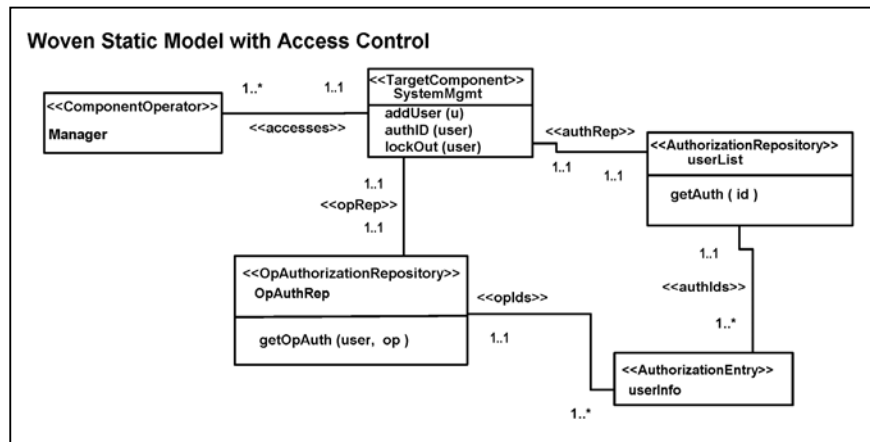 Woven Static Model with Access Control
<<ComponentOperator>>
Manager
1..*
1..1
<<accesses>>
<<TargetComponent>>
SystemMgmt
addUser (u)
authID (user)
lockOut (user)
<<authRep>>
1..1
1..1
<<AuthorizationRepository>>
userList
getAuth ( id )
1..1
<<opRep>>
1..1
1..1
<<authIds>>
1..*
<<OpAuthorizationRepository>>
OpAuthRep
getOpAuth (user, op )
<<opIds>>
1..1
1..*
<<AuthorizationEntry>>
userInfo